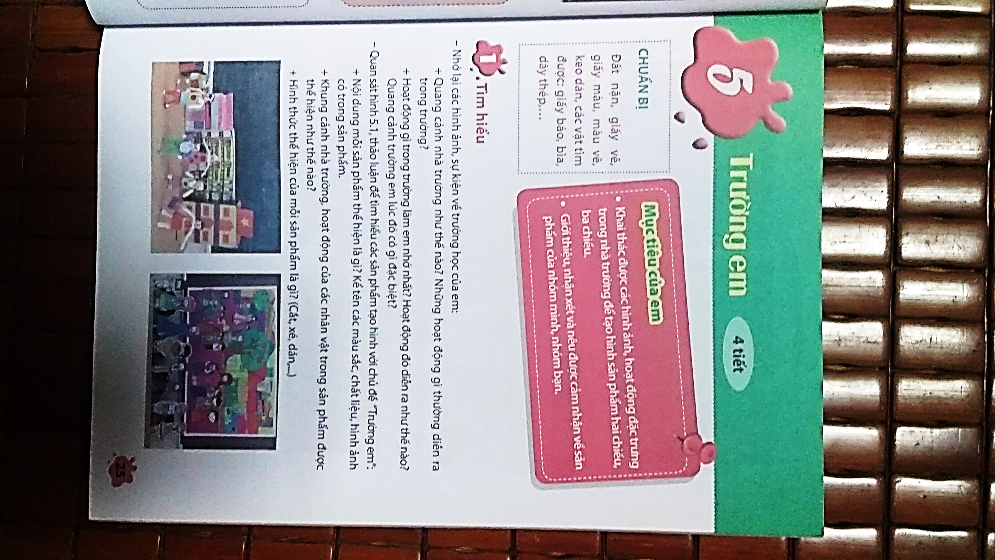 5
Trường em
4 tiết
CHUẨN BỊ
Đất nặn, giấy vẽ,
giấy màu, màu vẽ,
keo dán, các vật tìm
được: giấy báo, bìa,
dây thép,...
Mục tiêu của em
• Khai thác được các hình ảnh, hoạt động đặc trưng
trong nhà trường để tạo hình sản phẩm hai chiều,
ba chiều.
• Giới thiệu, nhận xét và nêu được cảm nhận về sản
phẩm của nhóm mình, nhóm bạn.
1 Tìm hiểu
– Nhớ lại các hình ảnh, sự kiện về trường học của em:
+ Quang cảnh nhà trường như thế nào? Những hoạt động gì thường diễn ra
trong trường?
+ Hoạt động gì trong trường làm em nhớ nhất? Hoạt động đó diễn ra như thế nào?
Quang cảnh trường em lúc đó có gì đặc biệt?
– Quan sát hình 5.1, thảo luận để tìm hiểu các sản phẩm tạo hình với chủ đề "Trường em":
+ Nội dung mỗi sản phẩm thể hiện là gì? Kể tên các màu sắc, chất liệu, hình ảnh
có trong sản phẩm.
+ Khung cảnh nhà trường, hoạt động của các nhân vật trong sản phẩm được
thể hiện như thế nào?
+ Hình thức thể hiện của mỗi sản phẩm là gì? (Cắt, xé, dán,...)
25